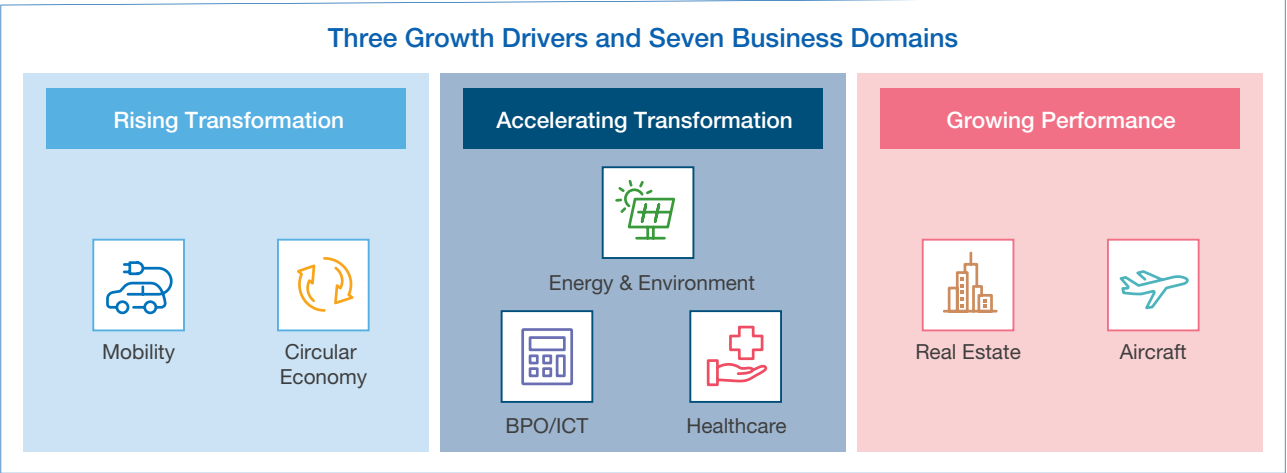 Three Growth Drivers and Seven Business Domains
Rising Transformation
Mobility
Circular
Economy
Accelerating Transformation
Energy & Environment
BPO/ICT
Healthcare
Growing Performance
Real Estate
Aircraft